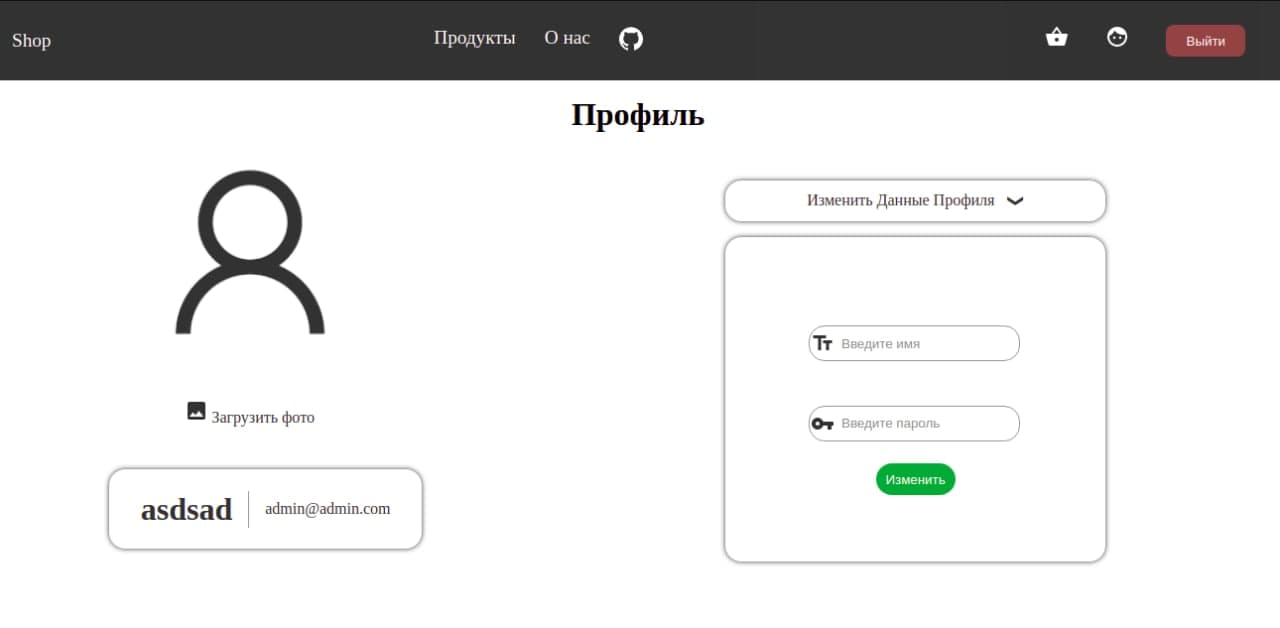 Shop
Продукты
О нас
Выйти
Профиль
Изменить Данные Профиля
Введите имя
Введите пароль
Изменить
Загрузить фото
asdsad
admin@admin.com